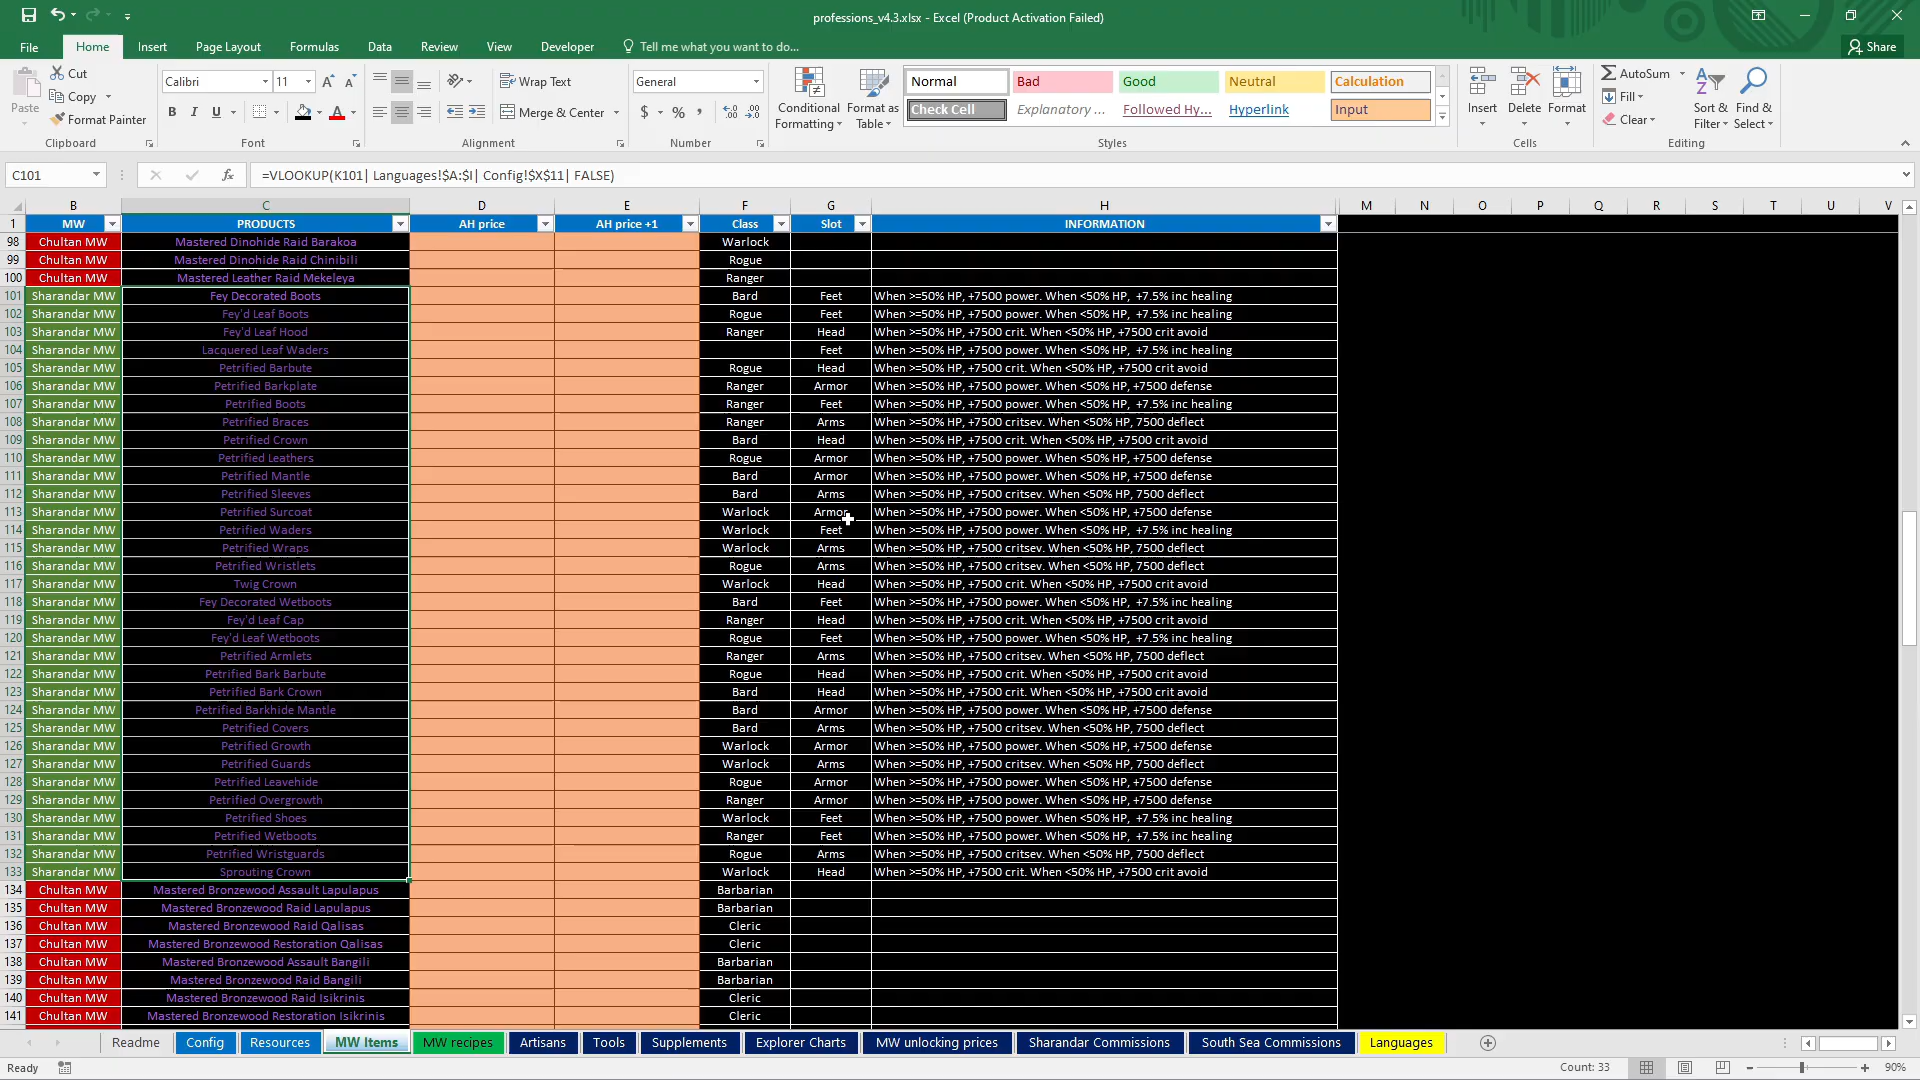 professions_v4.3.xlsx - Excel (Product Activation Failed)
File Home Insert Page Layout Formulas Data Review View Developer Tell me what you want to do... Share
Paste Cut Copy Format Painter Clipboard
Calibri 11 A A B I U A Font
Wrap Text Merge & Center Alignment
General $ % , Number
Conditional Formatting Format as Table
Normal Bad Good Neutral Calculation
Check Cell Explanatory ... Followed Hy... Hyperlink Input
Styles
Insert Delete Format Cells
AutoSum Fill Clear Sort & Filter Find & Select Editing
C101 fx =VLOOKUP(K101| Languages!$A:$I| Config!$X$11| FALSE)
B C D E F G H M N O P Q R S T U V
1 MW PRODUCTS AH price AH price +1 Class Slot INFORMATION
98 Chultan MW Mastered Dinohide Raid Barakoa Warlock
99 Chultan MW Mastered Dinohide Raid Chinibili Rogue
100 Chultan MW Mastered Leather Raid Mekeleya Ranger
101 Sharandar MW Fey Decorated Boots Bard Feet When >=50% HP, +7500 power. When <50% HP, +7.5% inc healing
102 Sharandar MW Fey'd Leaf Boots Rogue Feet When >=50% HP, +7500 power. When <50% HP, +7.5% inc healing
103 Sharandar MW Fey'd Leaf Hood Ranger Head When >=50% HP, +7500 crit. When <50% HP, +7500 crit avoid
104 Sharandar MW Lacquered Leaf Waders Feet When >=50% HP, +7500 power. When <50% HP, +7.5% inc healing
105 Sharandar MW Petrified Barbute Rogue Head When >=50% HP, +7500 crit. When <50% HP, +7500 crit avoid
106 Sharandar MW Petrified Barkplate Ranger Armor When >=50% HP, +7500 power. When <50% HP, +7500 defense
107 Sharandar MW Petrified Boots Ranger Feet When >=50% HP, +7500 power. When <50% HP, +7.5% inc healing
108 Sharandar MW Petrified Braces Ranger Arms When >=50% HP, +7500 critsev. When <50% HP, 7500 deflect
109 Sharandar MW Petrified Crown Bard Head When >=50% HP, +7500 crit. When <50% HP, +7500 crit avoid
110 Sharandar MW Petrified Leathers Rogue Armor When >=50% HP, +7500 power. When <50% HP, +7500 defense
111 Sharandar MW Petrified Mantle Bard Armor When >=50% HP, +7500 power. When <50% HP, +7500 defense
112 Sharandar MW Petrified Sleeves Bard Arms When >=50% HP, +7500 critsev. When <50% HP, 7500 deflect
113 Sharandar MW Petrified Surcoat Warlock Armor When >=50% HP, +7500 power. When <50% HP, +7500 defense
114 Sharandar MW Petrified Waders Warlock Feet When >=50% HP, +7500 power. When <50% HP, +7.5% inc healing
115 Sharandar MW Petrified Wraps Warlock Arms When >=50% HP, +7500 critsev. When <50% HP, 7500 deflect
116 Sharandar MW Petrified Wristlets Rogue Arms When >=50% HP, +7500 critsev. When <50% HP, 7500 deflect
117 Sharandar MW Twig Crown Warlock Head When >=50% HP, +7500 crit. When <50% HP, +7500 crit avoid
118 Sharandar MW Fey Decorated Wetboots Bard Feet When >=50% HP, +7500 power. When <50% HP, +7.5% inc healing
119 Sharandar MW Fey'd Leaf Cap Ranger Head When >=50% HP, +7500 crit. When <50% HP, +7500 crit avoid
120 Sharandar MW Fey'd Leaf Wetboots Rogue Feet When >=50% HP, +7500 power. When <50% HP, +7.5% inc healing
121 Sharandar MW Petrified Armlets Ranger Arms When >=50% HP, +7500 critsev. When <50% HP, 7500 deflect
122 Sharandar MW Petrified Bark Barbute Rogue Head When >=50% HP, +7500 crit. When <50% HP, +7500 crit avoid
123 Sharandar MW Petrified Bark Crown Bard Head When >=50% HP, +7500 crit. When <50% HP, +7500 crit avoid
124 Sharandar MW Petrified Barkhide Mantle Bard Armor When >=50% HP, +7500 power. When <50% HP, +7500 defense
125 Sharandar MW Petrified Covers Bard Arms When >=50% HP, +7500 critsev. When <50% HP, 7500 deflect
126 Sharandar MW Petrified Growth Warlock Armor When >=50% HP, +7500 power. When <50% HP, +7500 defense
127 Sharandar MW Petrified Guards Warlock Arms When >=50% HP, +7500 critsev. When <50% HP, 7500 deflect
128 Sharandar MW Petrified Leavehide Rogue Armor When >=50% HP, +7500 power. When <50% HP, +7500 defense
129 Sharandar MW Petrified Overgrowth Ranger Armor When >=50% HP, +7500 power. When <50% HP, +7500 defense
130 Sharandar MW Petrified Shoes Warlock Feet When >=50% HP, +7500 power. When <50% HP, +7.5% inc healing
131 Sharandar MW Petrified Wetboots Ranger Feet When >=50% HP, +7500 power. When <50% HP, +7.5% inc healing
132 Sharandar MW Petrified Wristguards Rogue Arms When >=50% HP, +7500 critsev. When <50% HP, 7500 deflect
133 Sharandar MW Sprouting Crown Warlock Head When >=50% HP, +7500 crit. When <50% HP, +7500 crit avoid
134 Chultan MW Mastered Bronzewood Assault Lapulapus Barbarian
135 Chultan MW Mastered Bronzewood Raid Lapulapus Barbarian
136 Chultan MW Mastered Bronzewood Raid Qalisas Cleric
137 Chultan MW Mastered Bronzewood Restoration Qalisas Cleric
138 Chultan MW Mastered Bronzewood Assault Bangili Barbarian
139 Chultan MW Mastered Bronzewood Raid Bangili Barbarian
140 Chultan MW Mastered Bronzewood Raid Isikrinis Cleric
141 Chultan MW Mastered Bronzewood Restoration Isikrinis Cleric
Readme Config Resources MW Items MW recipes Artisans Tools Supplements Explorer Charts MW unlocking prices Sharandar Commissions South Sea Commissions Languages
Ready Count: 33 90%